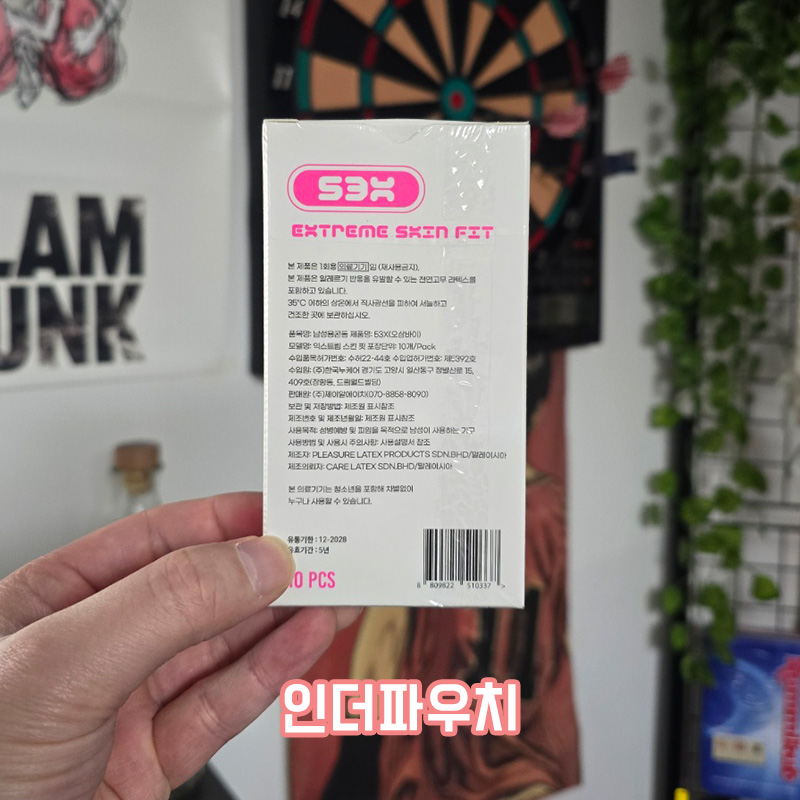 14
LAM
UNK
S3X
EXTREME SKIN FIT
본 제품은 1회용 의료기기임 (재사용금지).
본 제품은 알레르기 반응을 유발할 수 있는 천연고무 라텍스를
포함하고 있습니다.
35°C 이하의 상온에서 직사광선을 피하여 서늘하고
건조한 곳에 보관하십시오.
품목명: 남성용콘돔 제품명: 53X(오삼바이)
모델명: 익스트림 스킨 핏 포장단약: 10개/Pack
수입품목허가번호: 수허22-44호 수입업허가번호: 제5392호
수입원: (주)한국누케어 경기도 고양시 일산동구 정발산로 15,
409호(장항동, 드림월드빌딩)
판매원: (주)제이앞에이치(070-8858-8090)
보관 및 저장방법: 제조원 표시참조
제조번호 및 제조년월일: 제조원 표시참조
사용목적: 성병예방 및 피임을 목적으로 남성이 사용하는 기구
사용방법 및 사용시 주의사항: 사용설명서 참조
제조자: PLEASURE LATEX PRODUCTS SDN.BHD/말레이시아
제조의뢰자: CARE LATEX SDN.BHD/말레이시아
본 의료기기는 청소년을 포함해 차별없이
누구나 사용할 수 있습니다.
유통기한 : 12-2028
유효기간 : 5년
10 PCS
8 809822 510337 >
인더파우치